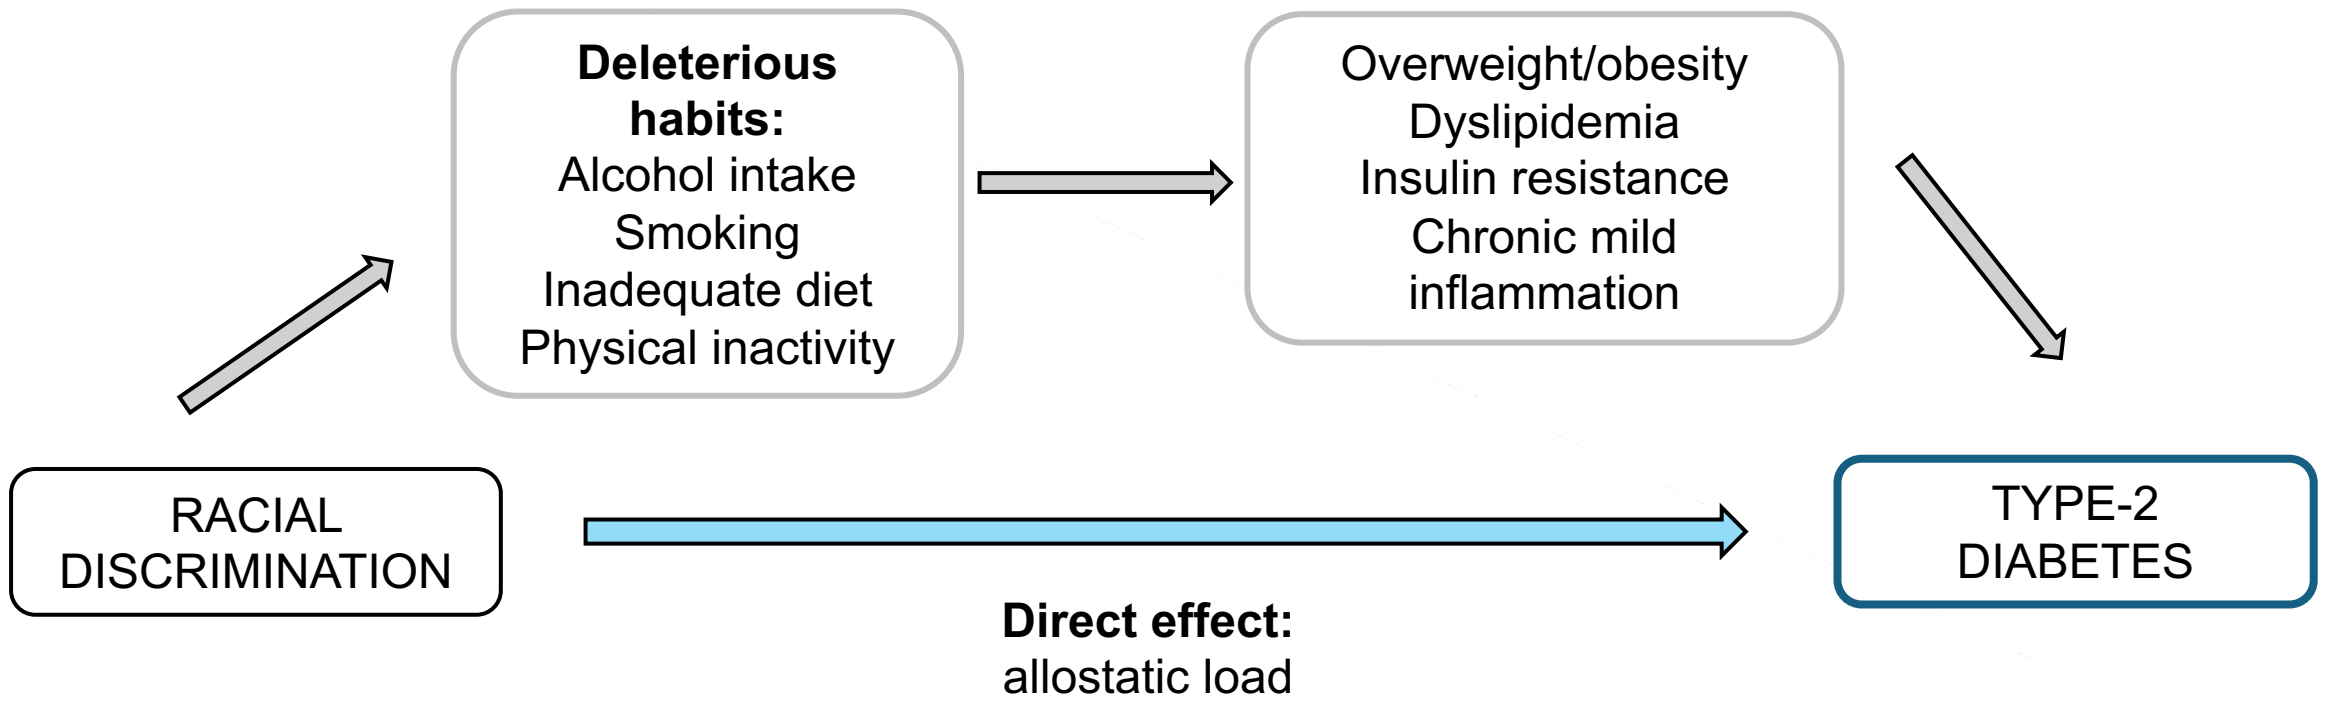 Deleterious
habits:
Alcohol intake
Smoking
Inadequate diet
Physical inactivity
Overweight/obesity
Dyslipidemia
Insulin resistance
Chronic mild
inflammation
RACIAL
DISCRIMINATION
Direct effect:
allostatic load
TYPE-2
DIABETES